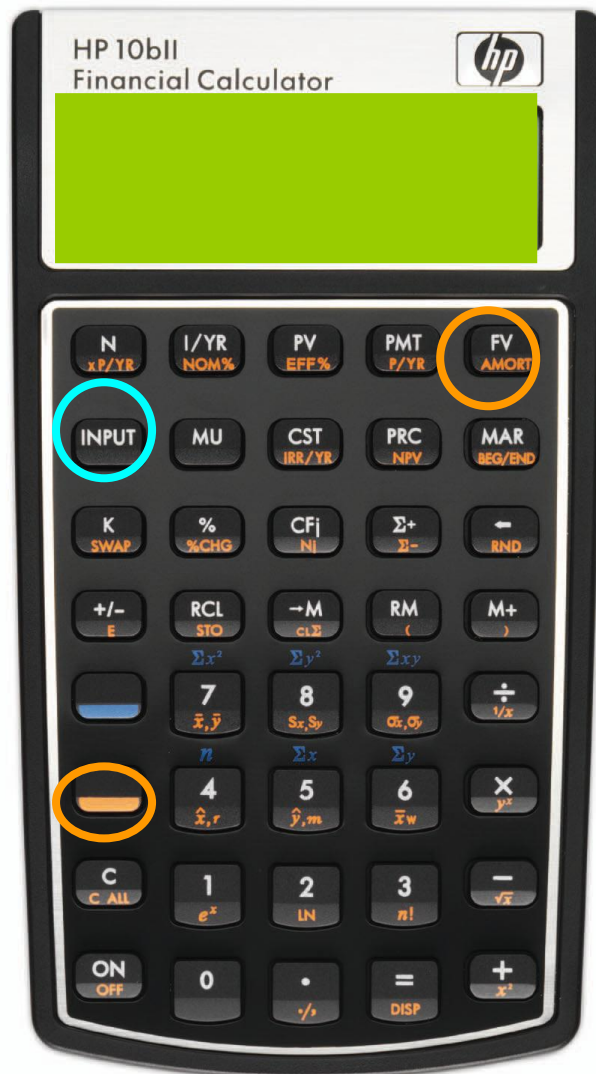 HP 10bII
Financial Calculator
hp
N I/YR PV PMT FV
xP/YR NOM% EFF% P/YR AMORT
INPUT MU CST PRC MAR
IRR/YR NPV BEG/END
K % CFj Σ+ ←
SWAP %CHG Nj Σ- RND
+/- RCL →M RM M+
E STO CLΣ ( )
Σx² Σy² Σxy
7 8 9 ÷
x̄,ȳ Sx,Sy σx,σy 1/x
n Σx Σy
4 5 6 ×
x̂,r ŷ,m x̄w yˣ
C 1 2 3 −
C ALL eˣ LN n! √x
ON 0 . = +
OFF ./, DISP x²